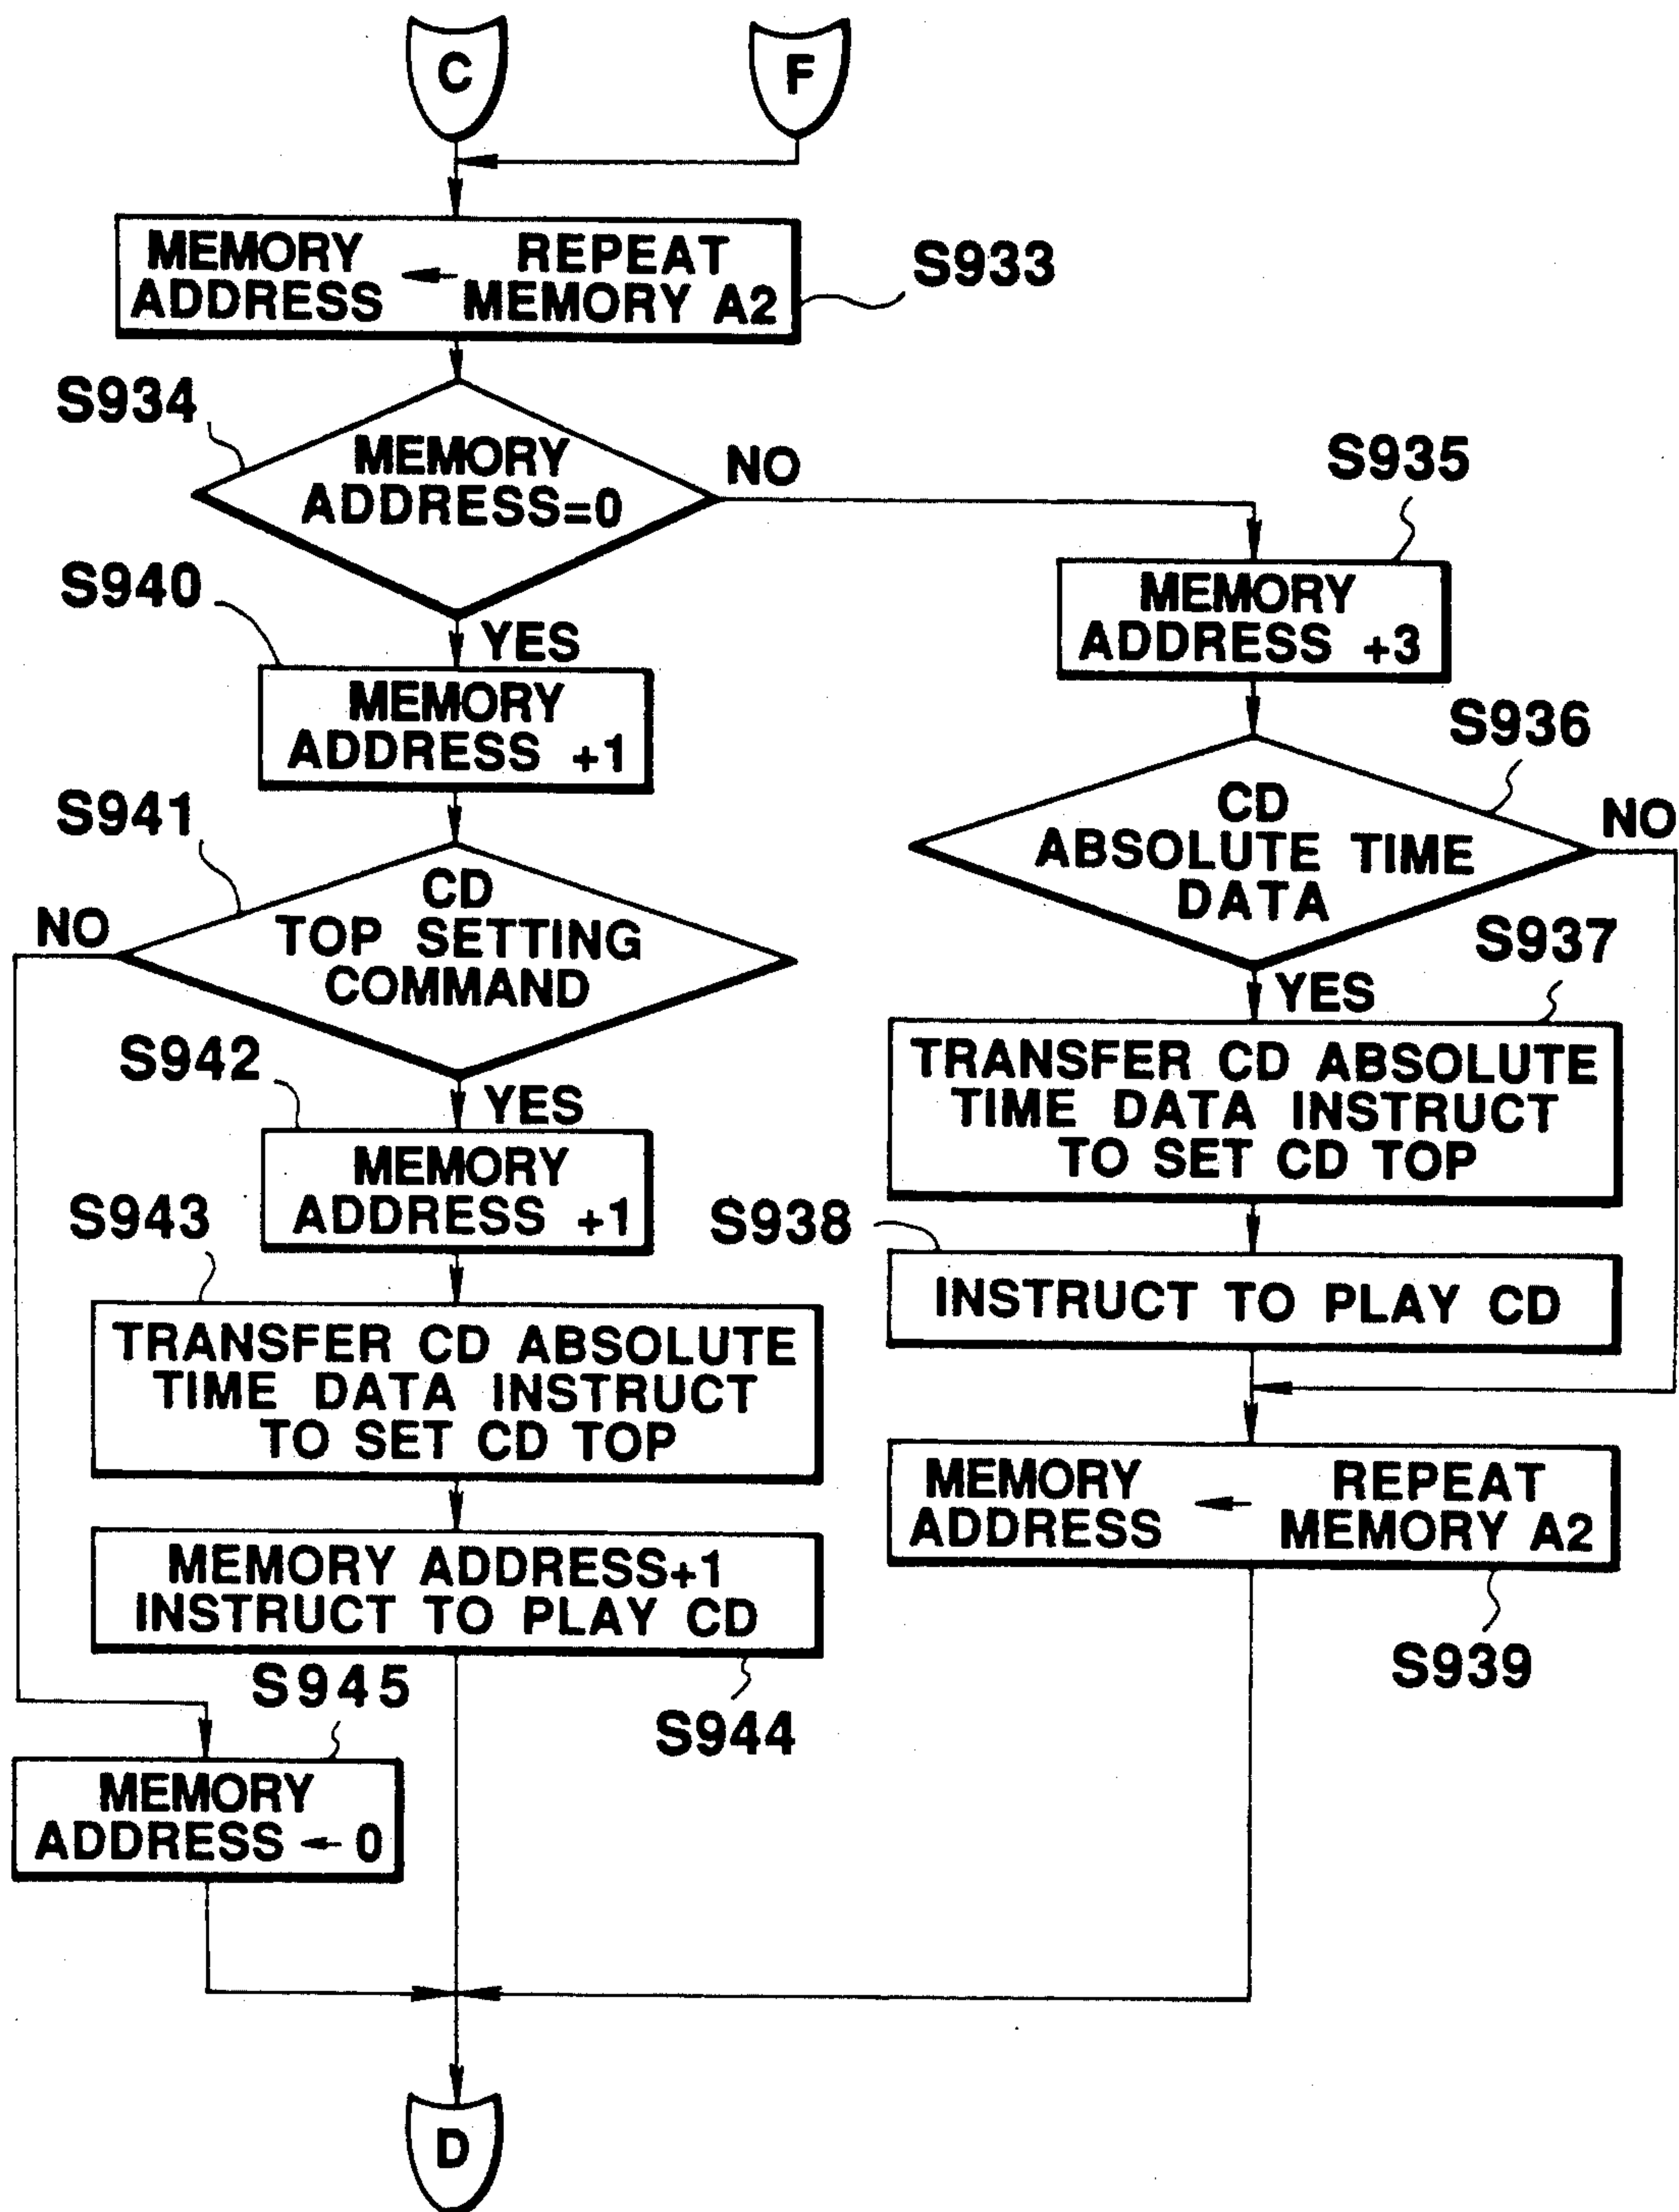 C
F
MEMORY ADDRESS ← REPEAT MEMORY A2
S933
S934
MEMORY
ADDRESS=0
NO
YES
S935
MEMORY
ADDRESS +3
S936
CD
ABSOLUTE TIME
DATA
NO
YES
S937
TRANSFER CD ABSOLUTE
TIME DATA INSTRUCT
TO SET CD TOP
S938
INSTRUCT TO PLAY CD
MEMORY ADDRESS ← REPEAT MEMORY A2
S939
S940
MEMORY
ADDRESS +1
S941
CD
TOP SETTING
COMMAND
NO
YES
S942
MEMORY
ADDRESS +1
S943
TRANSFER CD ABSOLUTE
TIME DATA INSTRUCT
TO SET CD TOP
MEMORY ADDRESS+1
INSTRUCT TO PLAY CD
S944
S945
MEMORY
ADDRESS ← 0
D